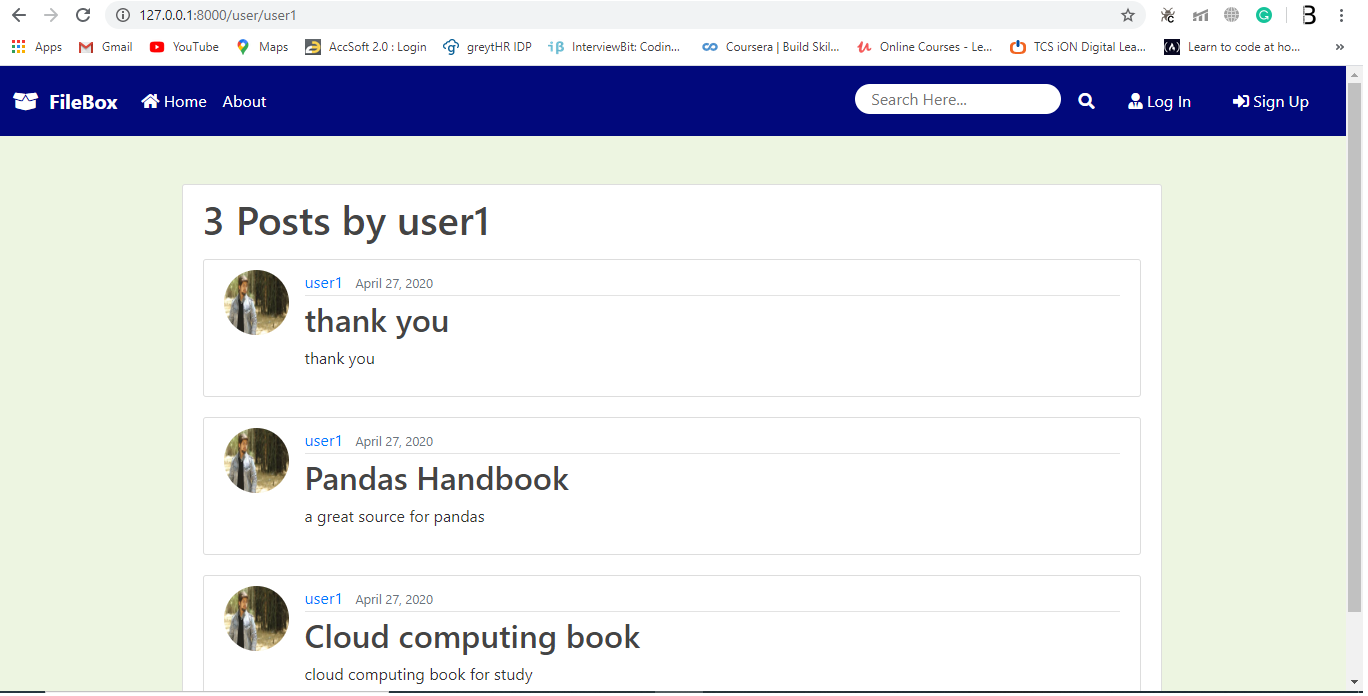 127.0.0.1:8000/user/user1
Apps Gmail YouTube Maps AccSoft 2.0 : Login greytHR IDP InterviewBit: Codin... Coursera | Build Skil... Online Courses - Le... TCS iON Digital Lea... Learn to code at ho... »
FileBox Home About Search Here... Log In Sign Up
3 Posts by user1
user1 April 27, 2020
thank you
thank you
user1 April 27, 2020
Pandas Handbook
a great source for pandas
user1 April 27, 2020
Cloud computing book
cloud computing book for study